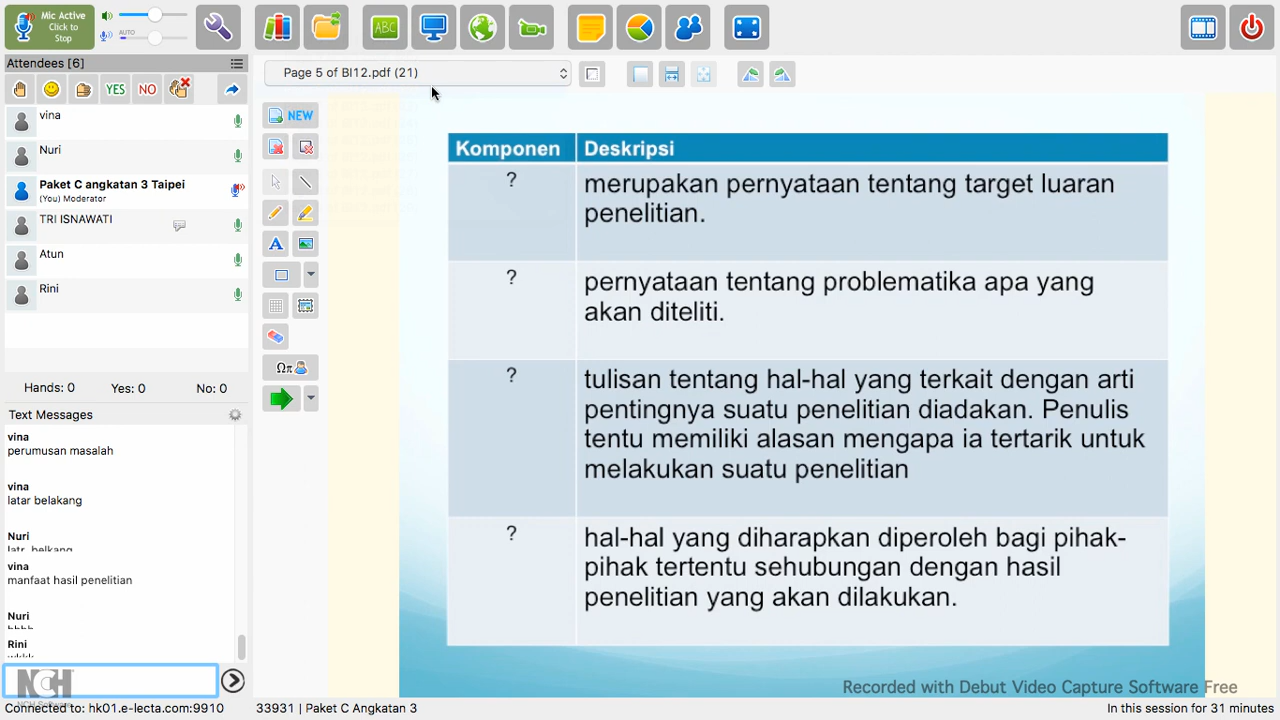 Mic Active
Click to
Stop
AUTO
ABC
Attendees [6]
YES
NO
Page 5 of BI12.pdf (21)
vina
Nuri
Paket C angkatan 3 Taipei
(You) Moderator
TRI ISNAWATI
Atun
Rini
Hands: 0 Yes: 0 No: 0
Text Messages
vina
perumusan masalah
vina
latar belakang
Nuri
latr belkang
vina
manfaat hasil penelitian
Nuri
Rini
NEW
A
Ωπ
Komponen Deskripsi
? merupakan pernyataan tentang target luaran
penelitian.
? pernyataan tentang problematika apa yang
akan diteliti.
? tulisan tentang hal-hal yang terkait dengan arti
pentingnya suatu penelitian diadakan. Penulis
tentu memiliki alasan mengapa ia tertarik untuk
melakukan suatu penelitian
? hal-hal yang diharapkan diperoleh bagi pihak-
pihak tertentu sehubungan dengan hasil
penelitian yang akan dilakukan.
NCH
NCH Software
Recorded with Debut Video Capture Software Free
Connected to: hk01.e-lecta.com:9910 33931 | Paket C Angkatan 3 In this session for 31 minutes